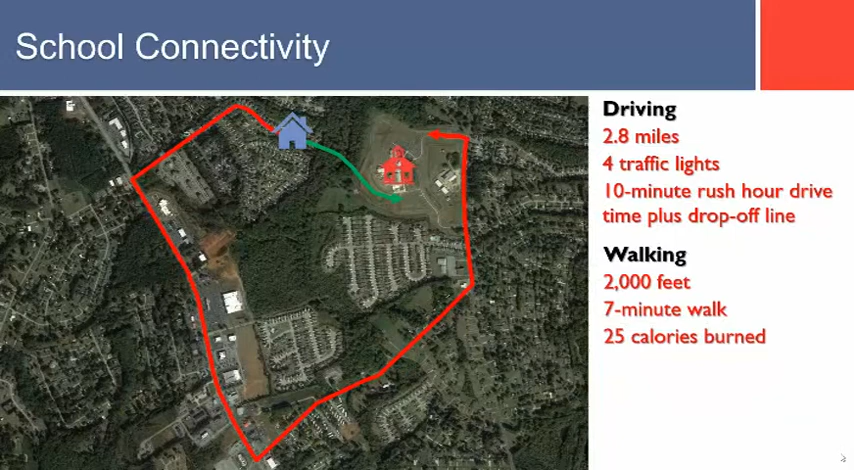 School Connectivity
Driving
2.8 miles
4 traffic lights
10-minute rush hour drive
time plus drop-off line
Walking
2,000 feet
7-minute walk
25 calories burned